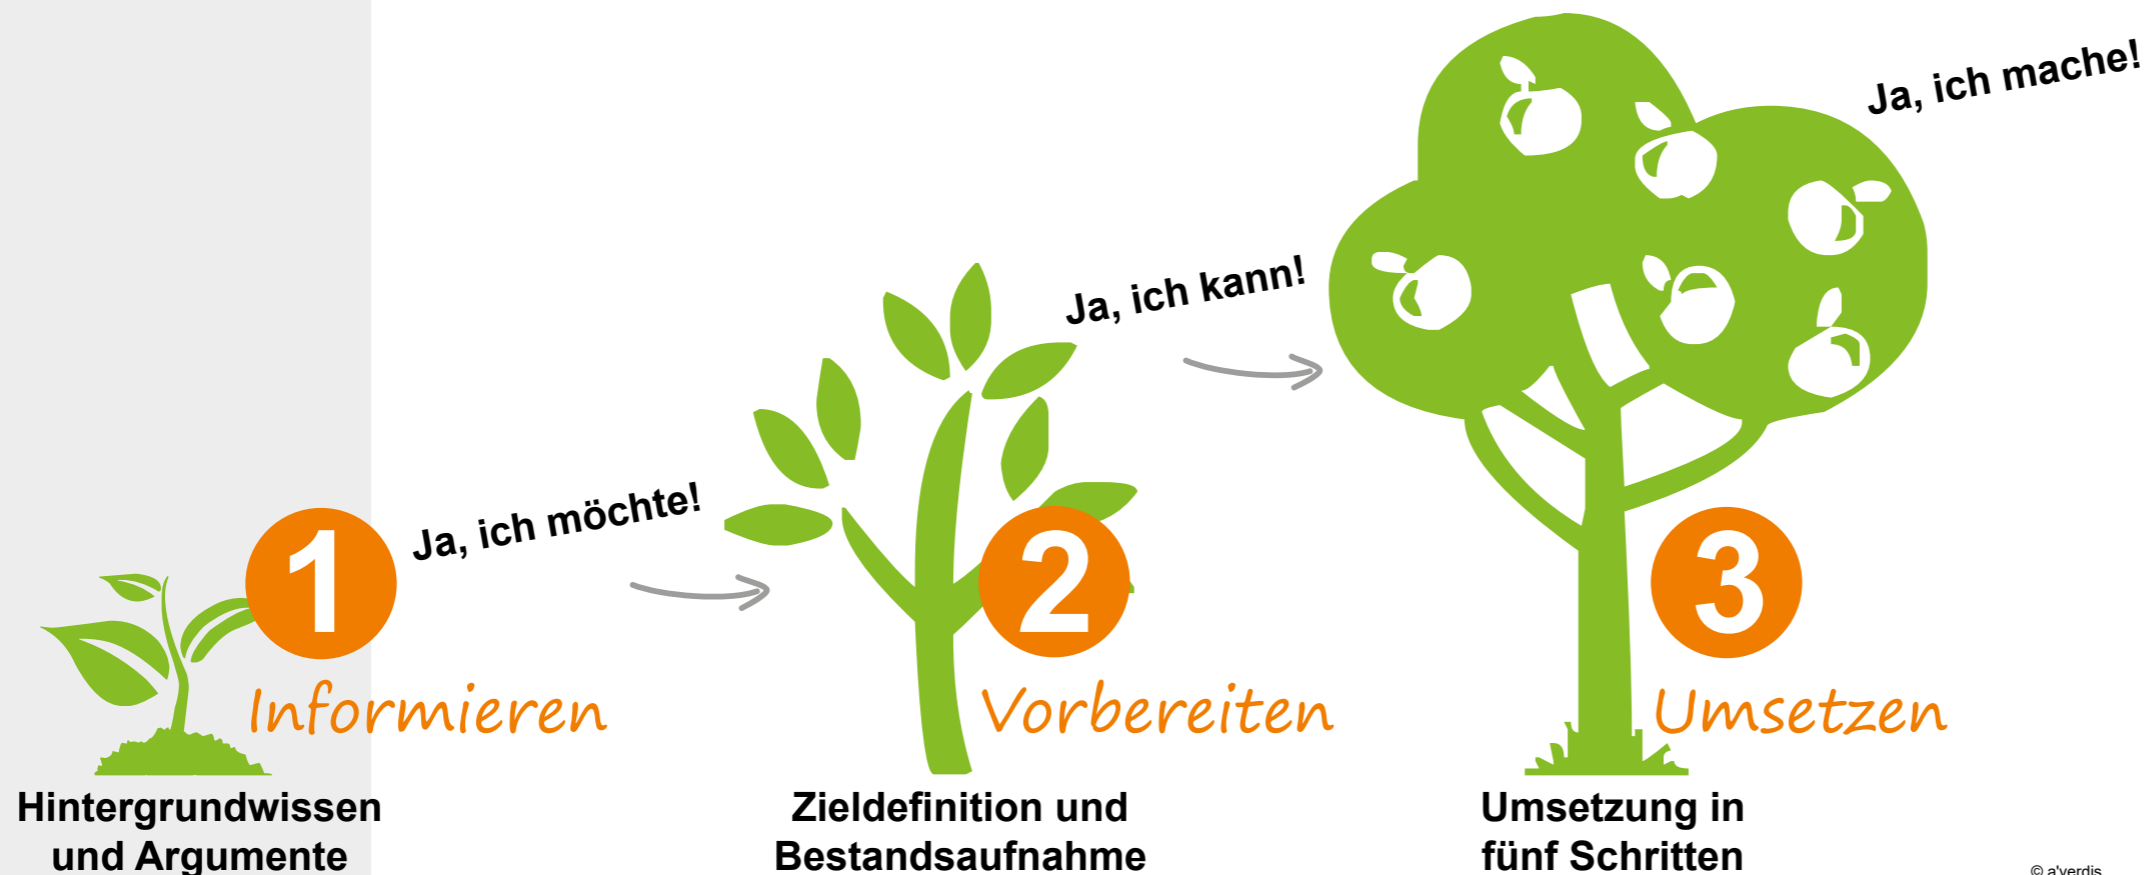 1
Informieren
Hintergrundwissen
und Argumente
Ja, ich möchte!
2
Vorbereiten
Zieldefinition und
Bestandsaufnahme
Ja, ich kann!
3
Umsetzen
Umsetzung in
fünf Schritten
Ja, ich mache!
© a'verdis